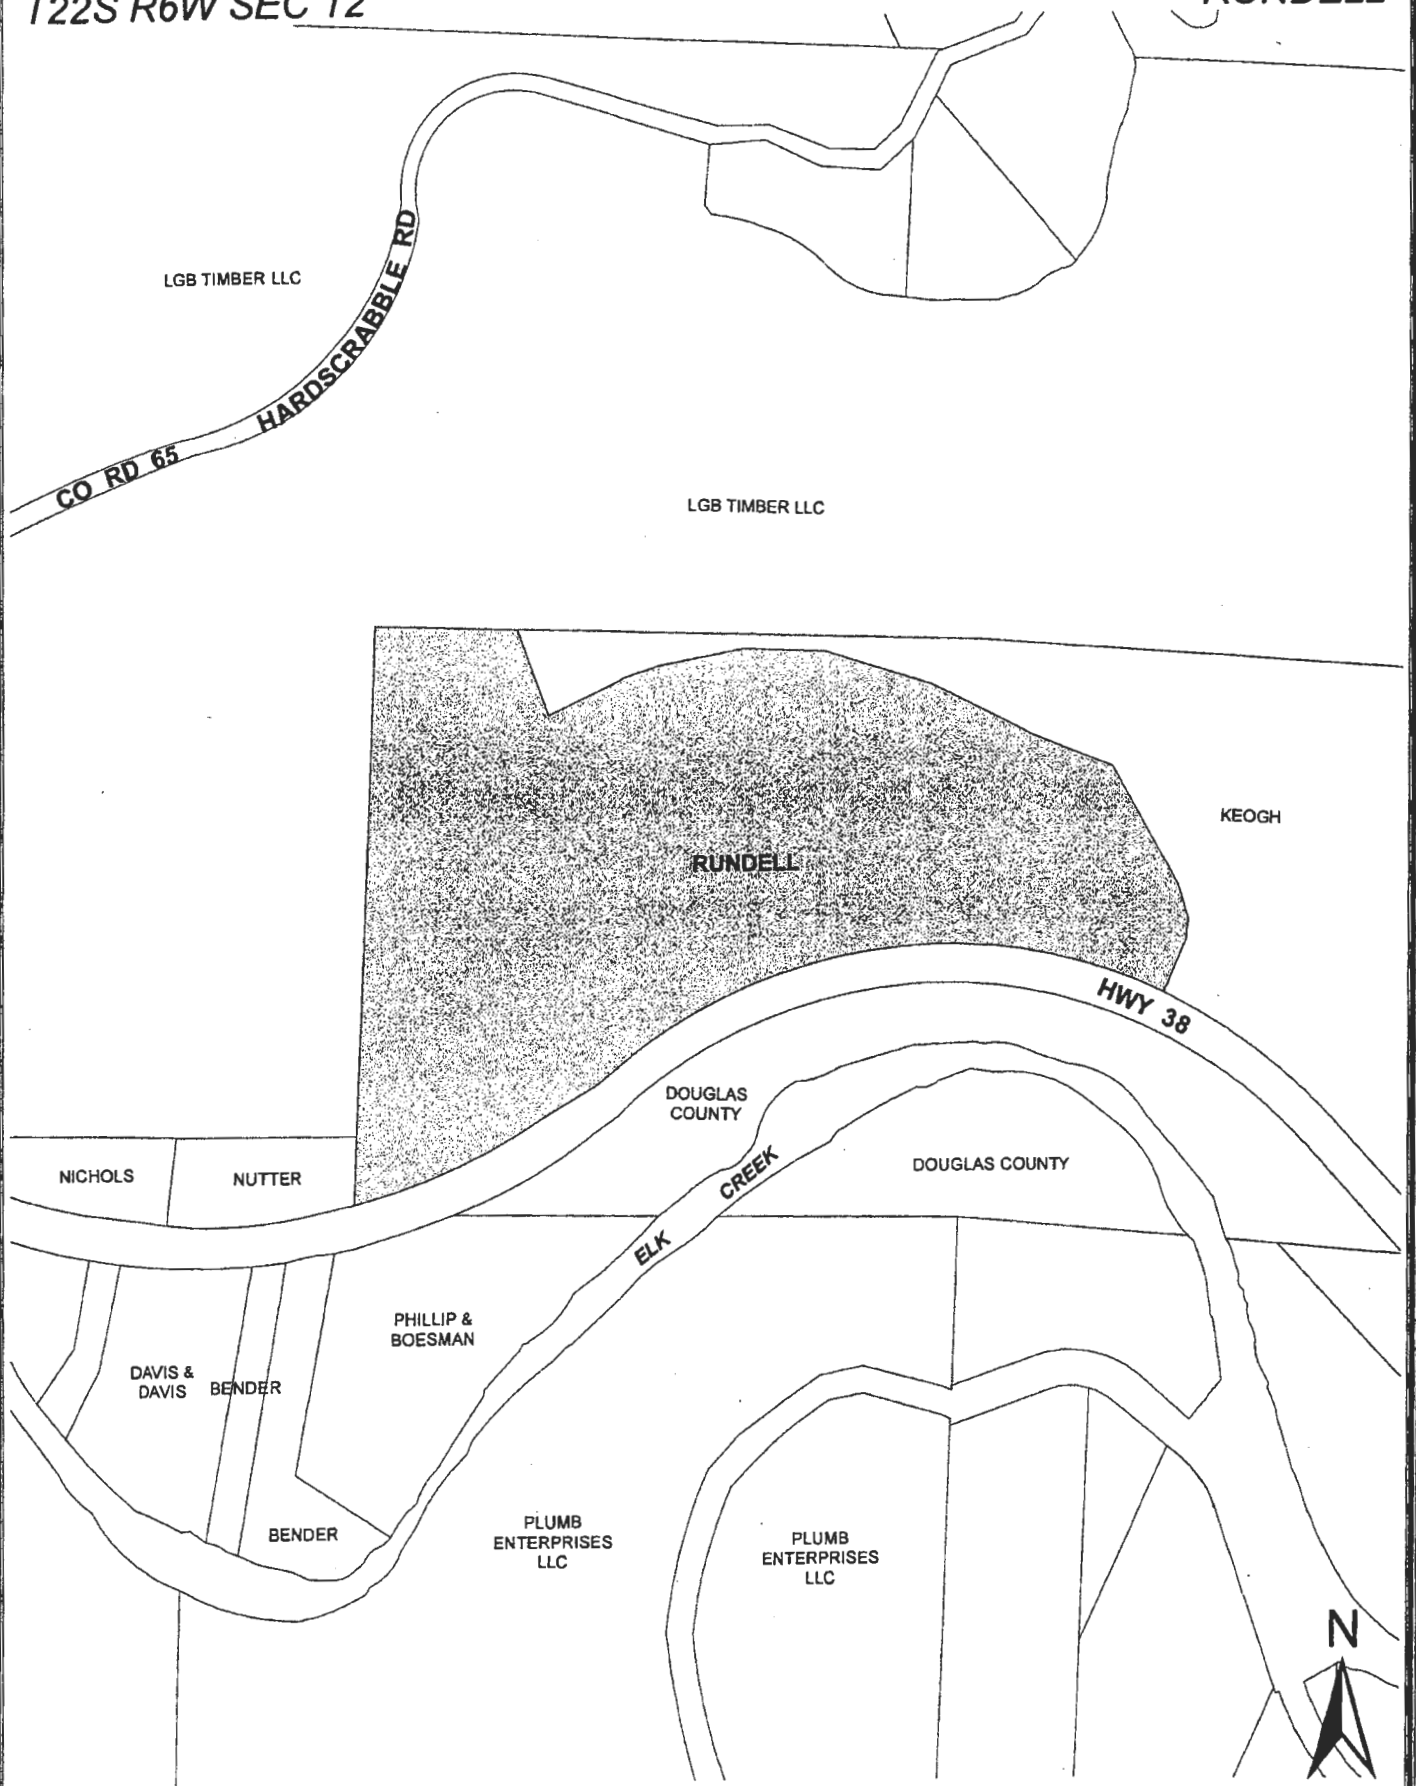 T22S R6W SEC 12
RUNDELL
HARDSCRABBLE RD
LGB TIMBER LLC
CO RD 65
LGB TIMBER LLC
KEOGH
RUNDELL
HWY 38
DOUGLAS
COUNTY
DOUGLAS COUNTY
NICHOLS
NUTTER
ELK CREEK
PHILLIP &
BOESMAN
DAVIS &
DAVIS
BENDER
BENDER
PLUMB
ENTERPRISES
LLC
PLUMB
ENTERPRISES
LLC
N